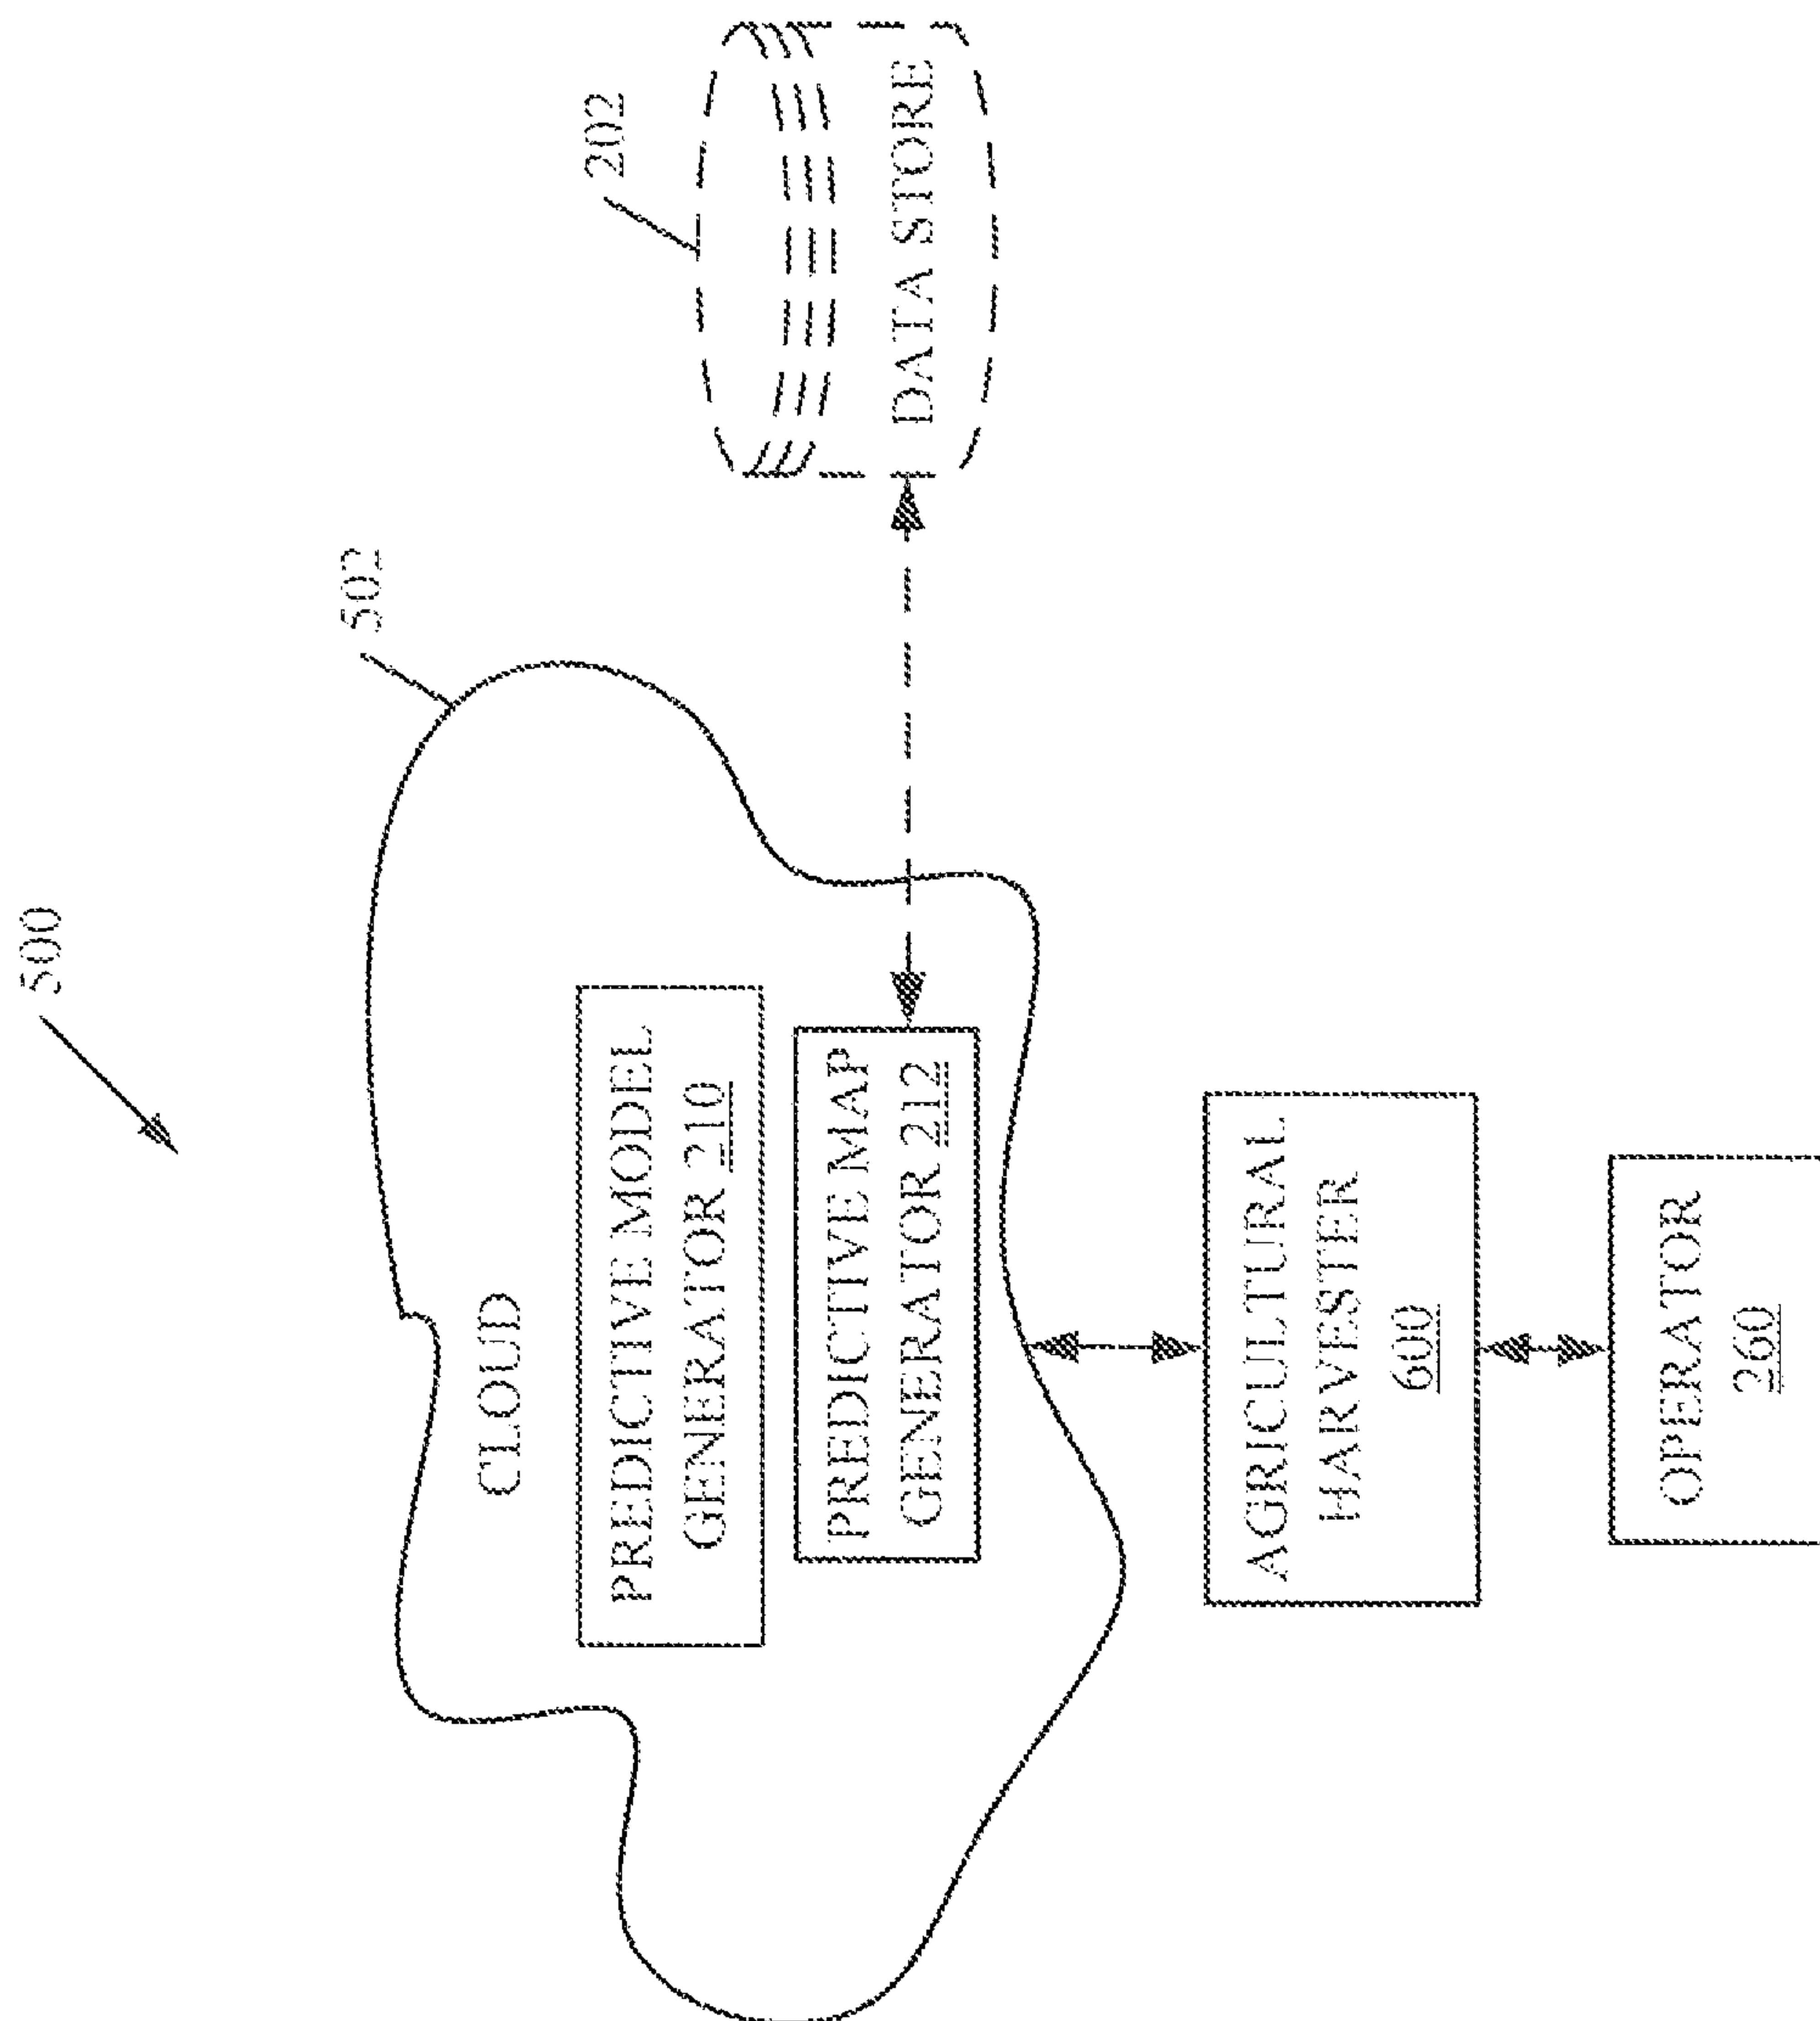 500
502
CLOUD
PREDICTIVE MODEL
GENERATOR 210
PREDICTIVE MAP
GENERATOR 212
202
DATA STORE
AGRICULTURAL
HARVESTER
600
OPERATOR
260